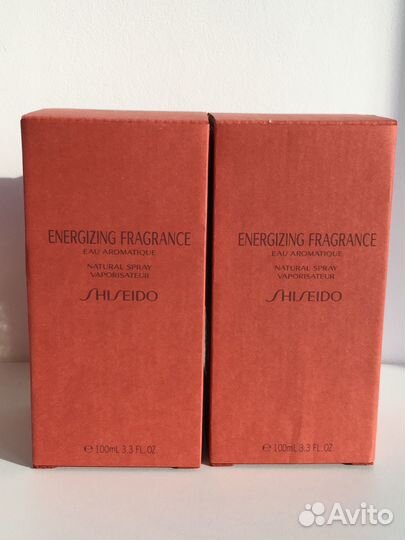 ENERGIZING FRAGRANCE
EAU AROMATIQUE
NATURAL SPRAY
VAPORISATEUR
SHISEIDO
℮ 100mL 3.3 FL.OZ.
ENERGIZING FRAGRANCE
EAU AROMATIQUE
NATURAL SPRAY
VAPORISATEUR
SHISEIDO
℮ 100mL 3.3 FL.OZ.
Avito